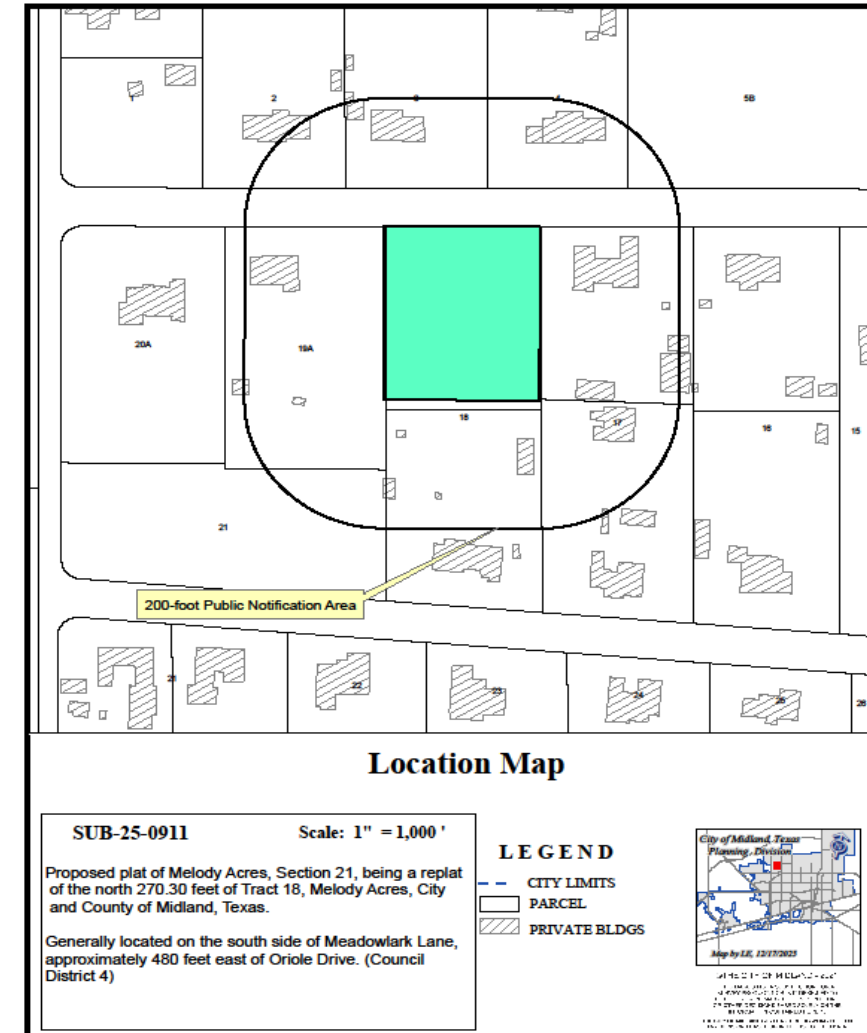 1
2
3
4
5B
20A
19A
18
17
16
15
21
200-foot Public Notification Area
21
22
23
24
25
26
Location Map
SUB-25-0911 Scale: 1" = 1,000 '
Proposed plat of Melody Acres, Section 21, being a replat
of the north 270.30 feet of Tract 18, Melody Acres, City
and County of Midland, Texas.
Generally located on the south side of Meadowlark Lane,
approximately 480 feet east of Oriole Drive. (Council
District 4)
LEGEND
CITY LIMITS
PARCEL
PRIVATE BLDGS
City of Midland, Texas
Planning Division
Map by LE, 12/17/2025